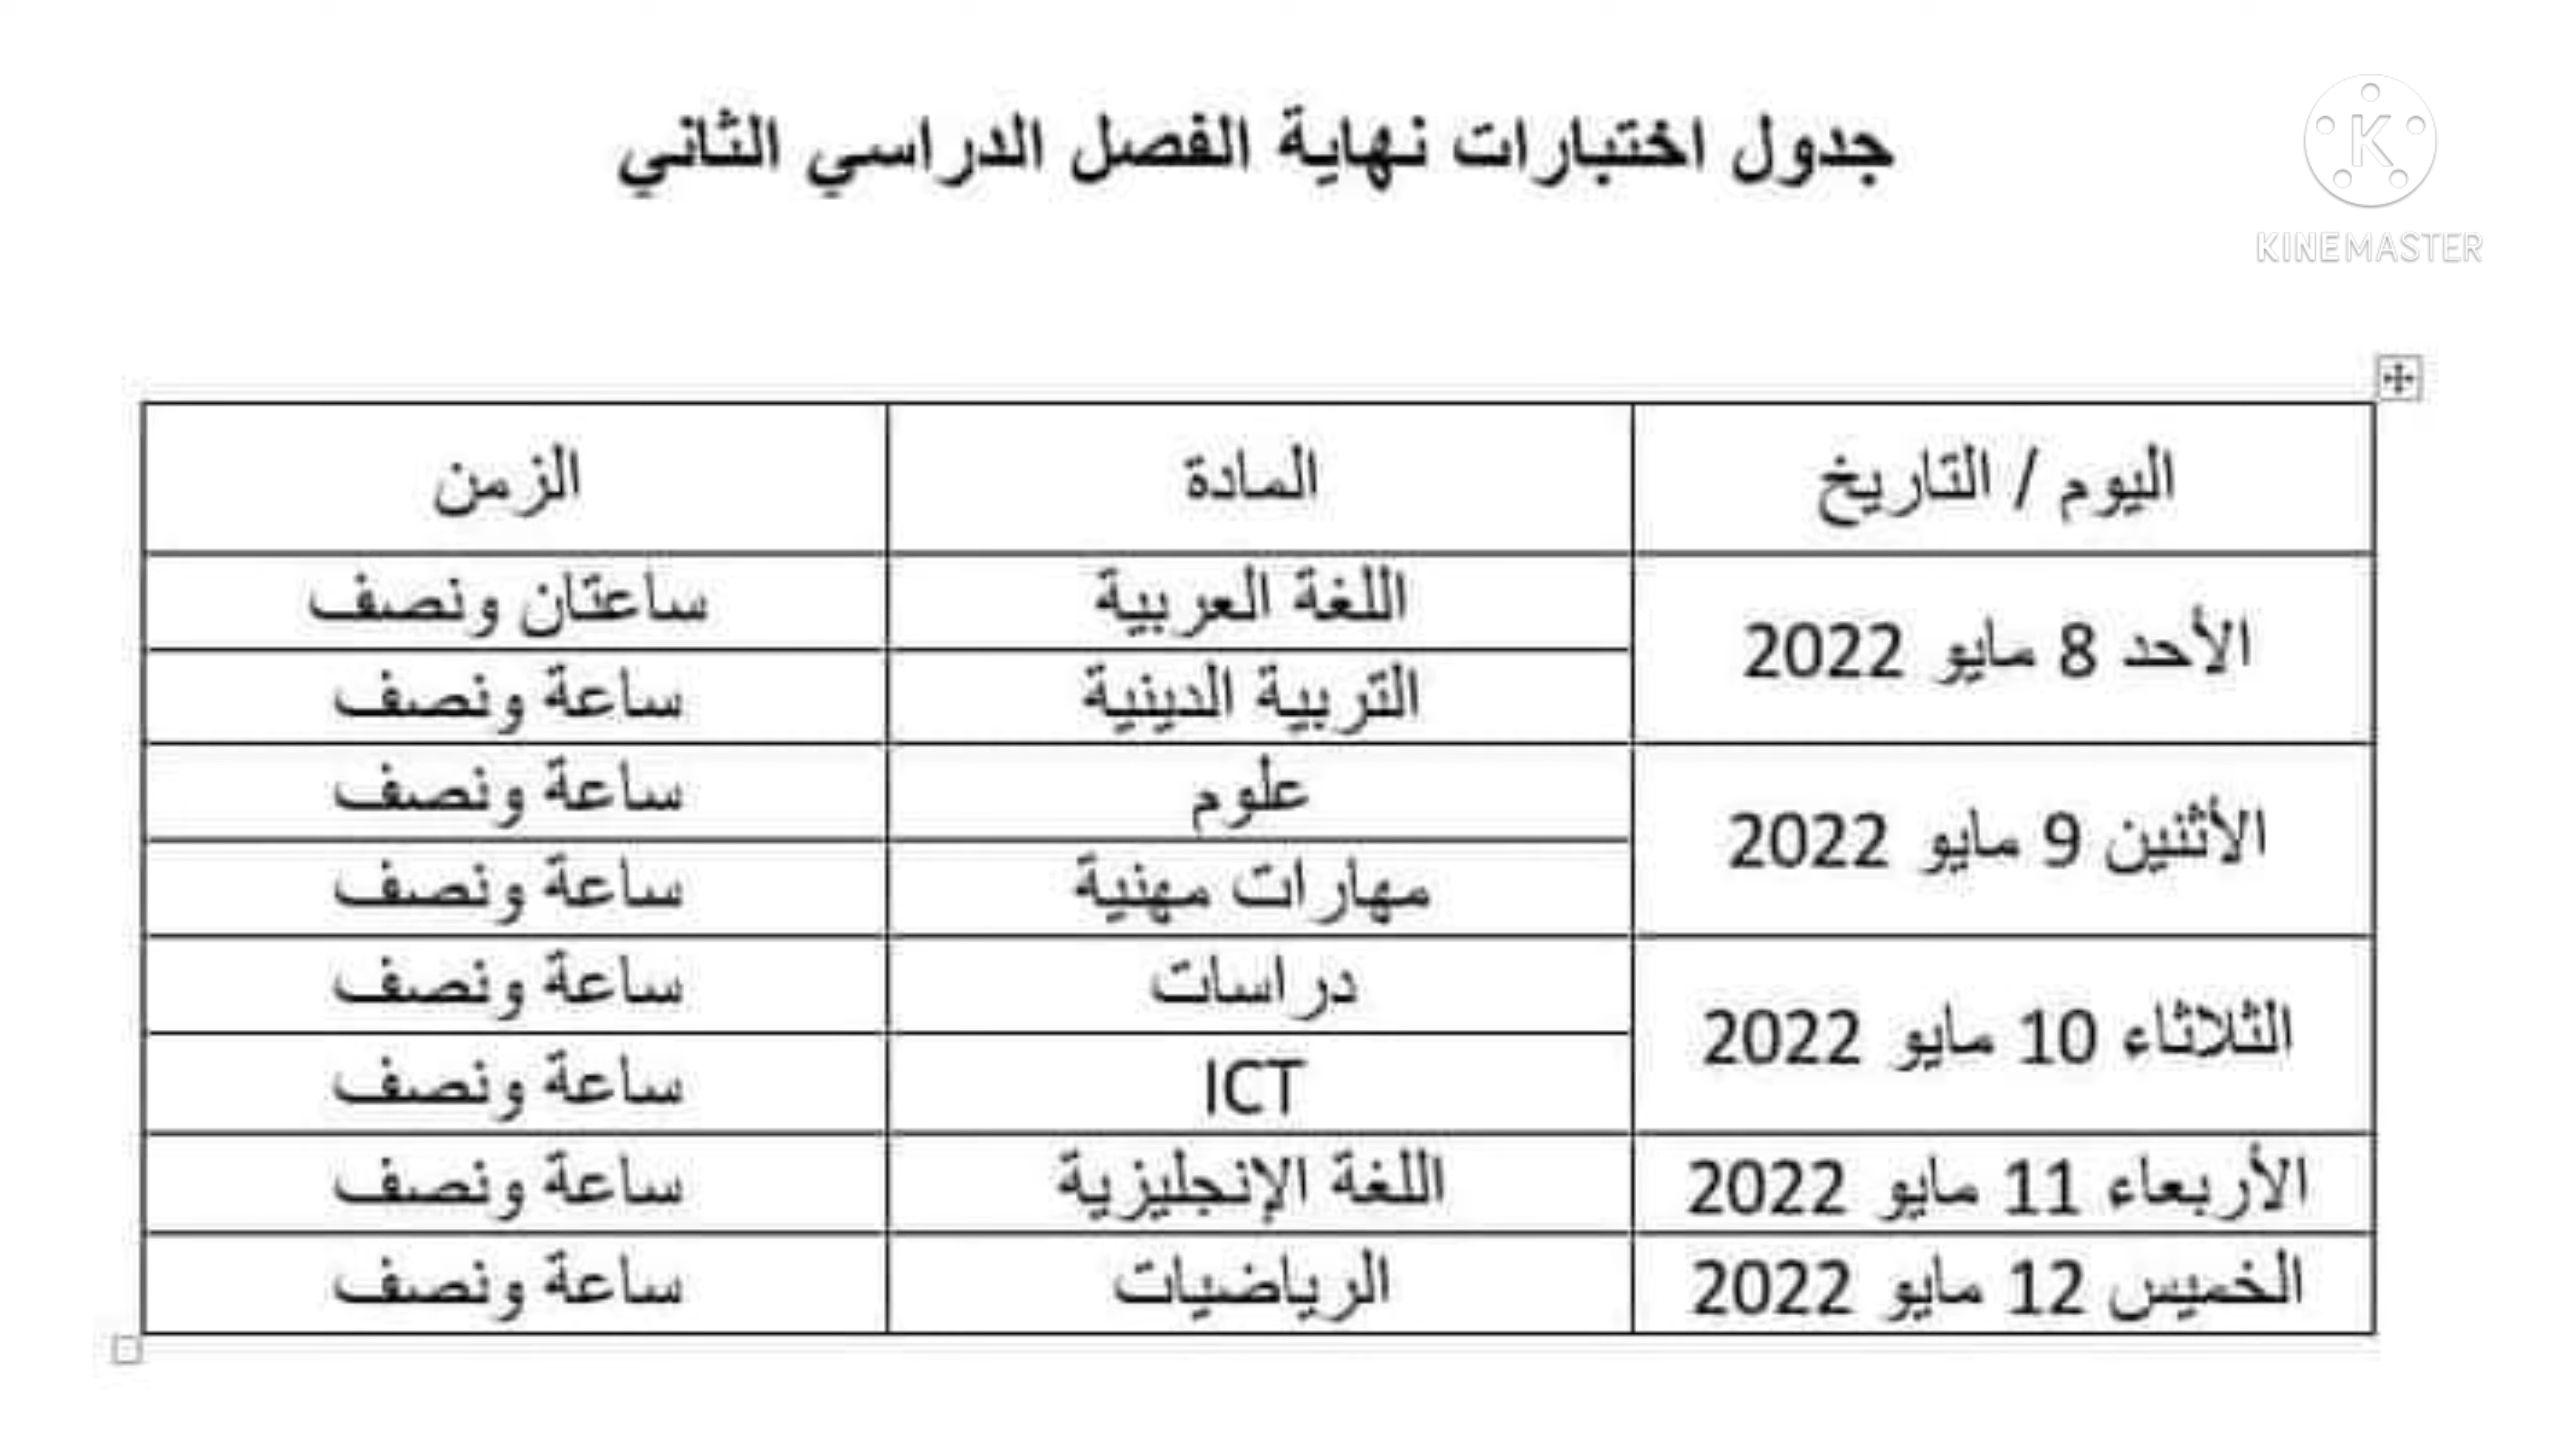 جدول اختبارات نهاية الفصل الدراسي الثاني
K
KINEMASTER
اليوم / التاريخ المادة الزمن
الأحد 8 مايو 2022 اللغة العربية ساعتان ونصف
التربية الدينية ساعة ونصف
الأثنين 9 مايو 2022 علوم ساعة ونصف
مهارات مهنية ساعة ونصف
الثلاثاء 10 مايو 2022 دراسات ساعة ونصف
ICT ساعة ونصف
الأربعاء 11 مايو 2022 اللغة الإنجليزية ساعة ونصف
الخميس 12 مايو 2022 الرياضيات ساعة ونصف